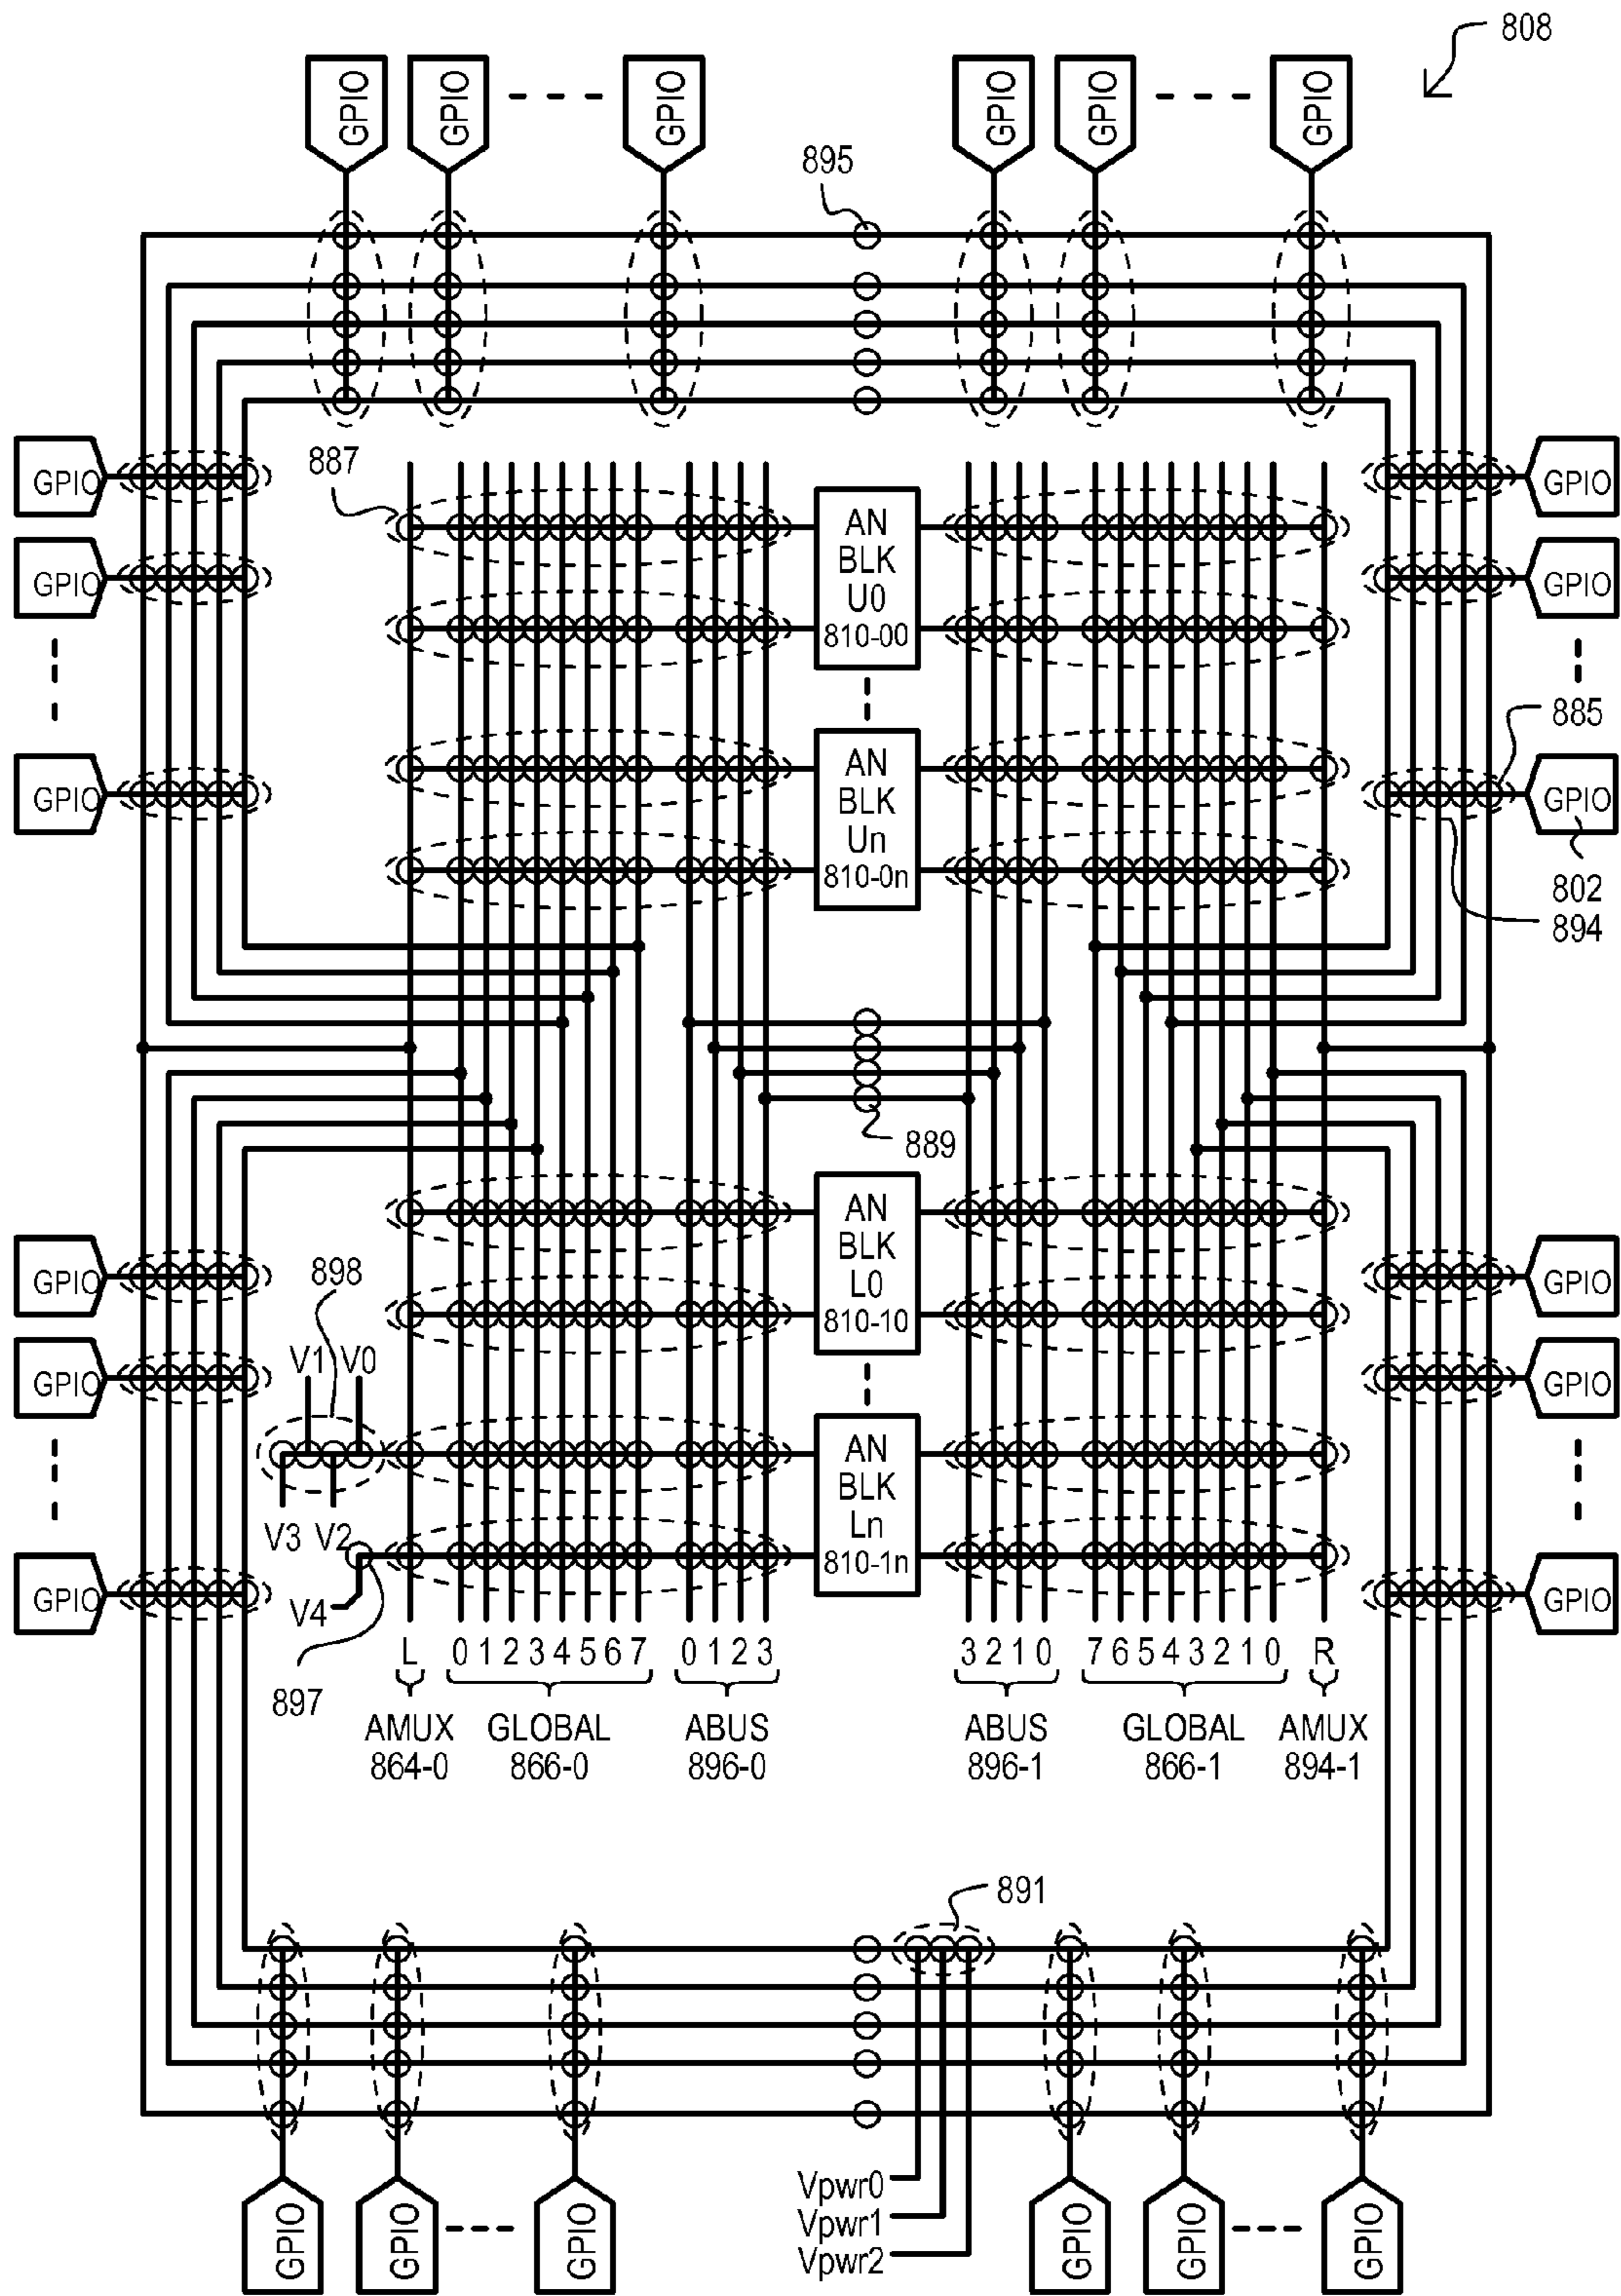 808
GPIO GPIO GPIO GPIO GPIO GPIO
895
GPIO GPIO
887
AN
BLK
U0
810-00
GPIO GPIO
885
GPIO GPIO
AN
BLK
Un
810-0n
802
894
889
AN
BLK
L0
810-10
GPIO GPIO
898
V1 V0
GPIO GPIO
AN
BLK
Ln
810-1n
V3 V2
GPIO GPIO
V4
L 0 1 2 3 4 5 6 7 0 1 2 3 3 2 1 0 7 6 5 4 3 2 1 0 R
897
AMUX GLOBAL ABUS ABUS GLOBAL AMUX
864-0 866-0 896-0 896-1 866-1 894-1
891
Vpwr0
Vpwr1
Vpwr2
GPIO GPIO GPIO GPIO GPIO GPIO